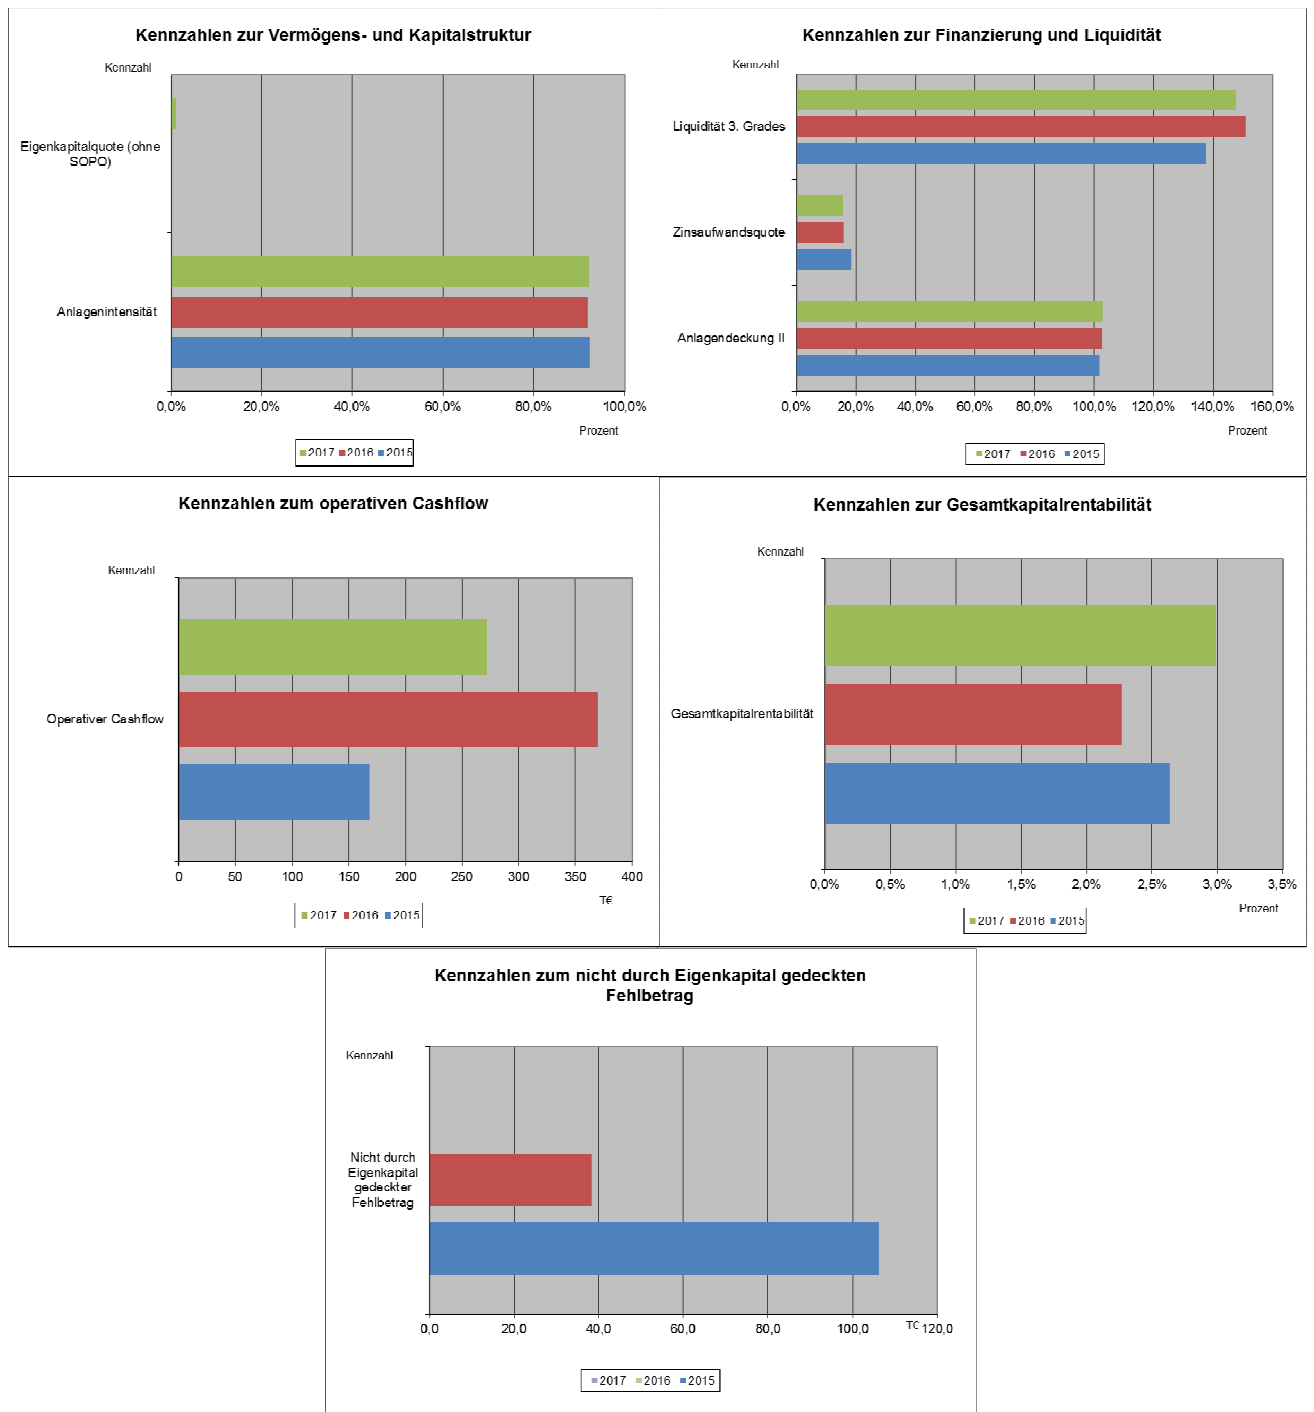 Kennzahlen zur Vermögens- und Kapitalstruktur
Kennzahl
Eigenkapitalquote (ohne
SOPO)
Anlagenintensität
0,0% 20,0% 40,0% 60,0% 80,0% 100,0%
Prozent
2017 2016 2015
Kennzahlen zur Finanzierung und Liquidität
Kennzahl
Liquidität 3. Grades
Zinsaufwandsquote
Anlagendeckung II
0,0% 20,0% 40,0% 60,0% 80,0% 100,0% 120,0% 140,0% 160,0%
Prozent
2017 2016 2015
Kennzahlen zum operativen Cashflow
Kennzahl
Operativer Cashflow
0 50 100 150 200 250 300 350 400
T€
2017 2016 2015
Kennzahlen zur Gesamtkapitalrentabilität
Kennzahl
Gesamtkapitalrentabilität
0,0% 0,5% 1,0% 1,5% 2,0% 2,5% 3,0% 3,5%
Prozent
2017 2016 2015
Kennzahlen zum nicht durch Eigenkapital gedeckten
Fehlbetrag
Kennzahl
Nicht durch
Eigenkapital
gedeckter
Fehlbetrag
0,0 20,0 40,0 60,0 80,0 100,0 120,0
2017 2016 2015